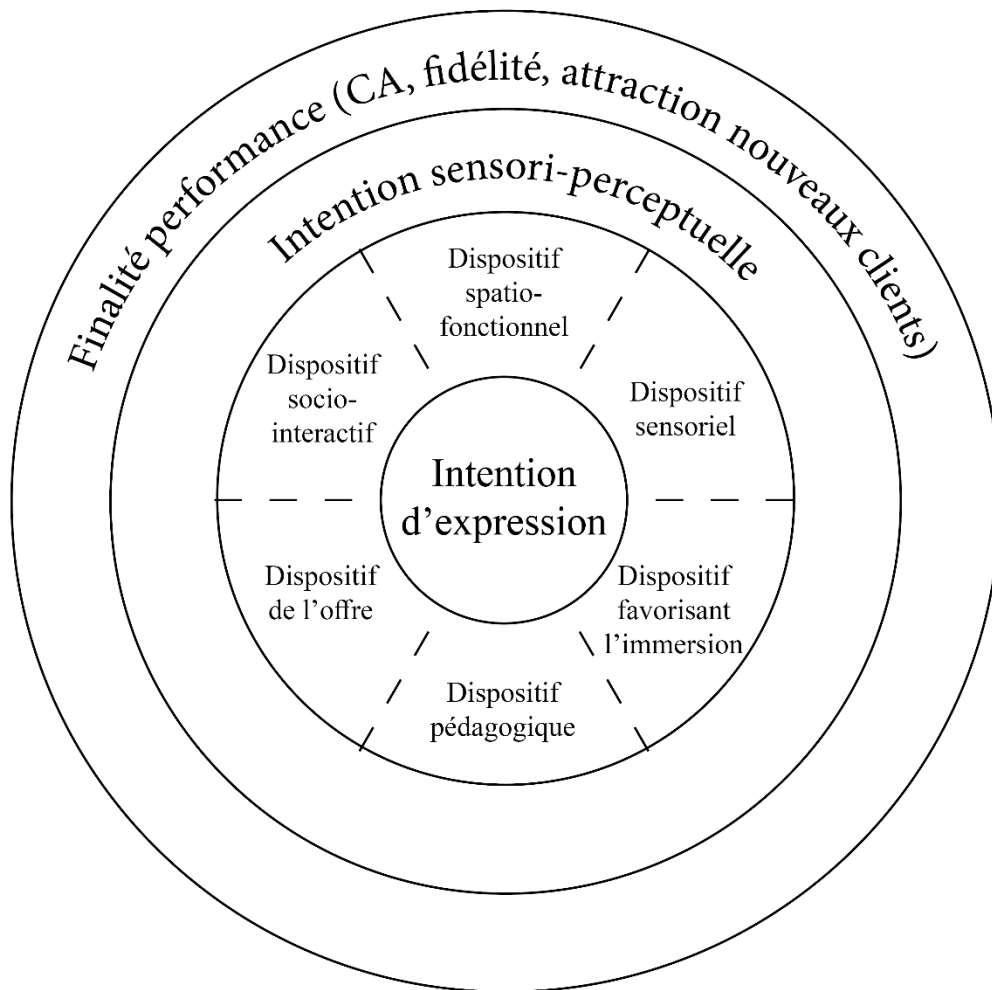 Finalité performance (CA, fidélité, attraction nouveaux clients)
Intention sensori-perceptuelle
Dispositif
spatio-
fonctionnel
Dispositif
socio-
interactif
Dispositif
sensoriel
Intention
d’expression
Dispositif
de l’offre
Dispositif
favorisant
l’immersion
Dispositif
pédagogique